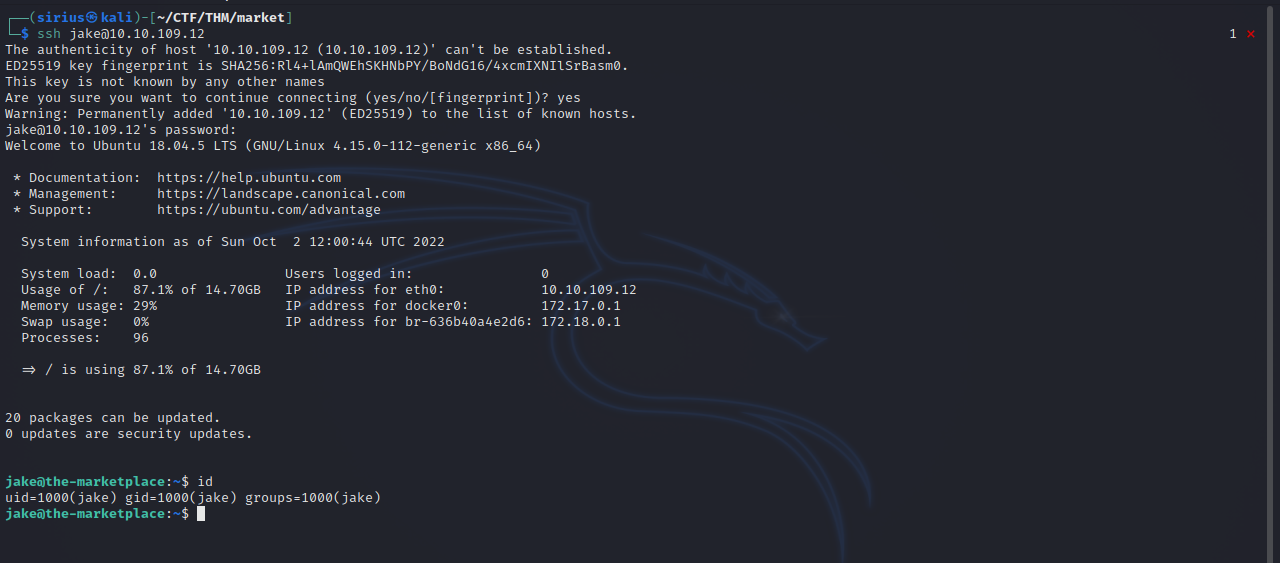 ┌──(sirius㉿kali)-[~/CTF/THM/market]
└─$ ssh jake@10.10.109.12 1 ⨯
The authenticity of host '10.10.109.12 (10.10.109.12)' can't be established.
ED25519 key fingerprint is SHA256:Rl4+lAmQWEhSKHNbPY/BoNdG16/4xcmIXNIlSrBasm0.
This key is not known by any other names
Are you sure you want to continue connecting (yes/no/[fingerprint])? yes
Warning: Permanently added '10.10.109.12' (ED25519) to the list of known hosts.
jake@10.10.109.12's password:
Welcome to Ubuntu 18.04.5 LTS (GNU/Linux 4.15.0-112-generic x86_64)
* Documentation: https://help.ubuntu.com
* Management: https://landscape.canonical.com
* Support: https://ubuntu.com/advantage
System information as of Sun Oct 2 12:00:44 UTC 2022
System load: 0.0 Users logged in: 0
Usage of /: 87.1% of 14.70GB IP address for eth0: 10.10.109.12
Memory usage: 29% IP address for docker0: 172.17.0.1
Swap usage: 0% IP address for br-636b40a4e2d6: 172.18.0.1
Processes: 96
=> / is using 87.1% of 14.70GB
20 packages can be updated.
0 updates are security updates.
jake@the-marketplace:~$ id
uid=1000(jake) gid=1000(jake) groups=1000(jake)
jake@the-marketplace:~$